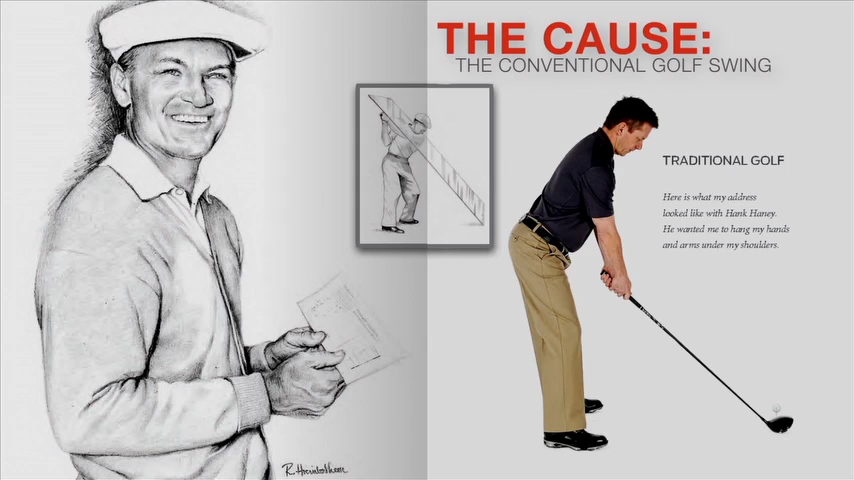 THE CAUSE:
THE CONVENTIONAL GOLF SWING
TRADITIONAL GOLF
Here is what my address
looked like with Hank Haney.
He wanted me to hang my hands
and arms under my shoulders.